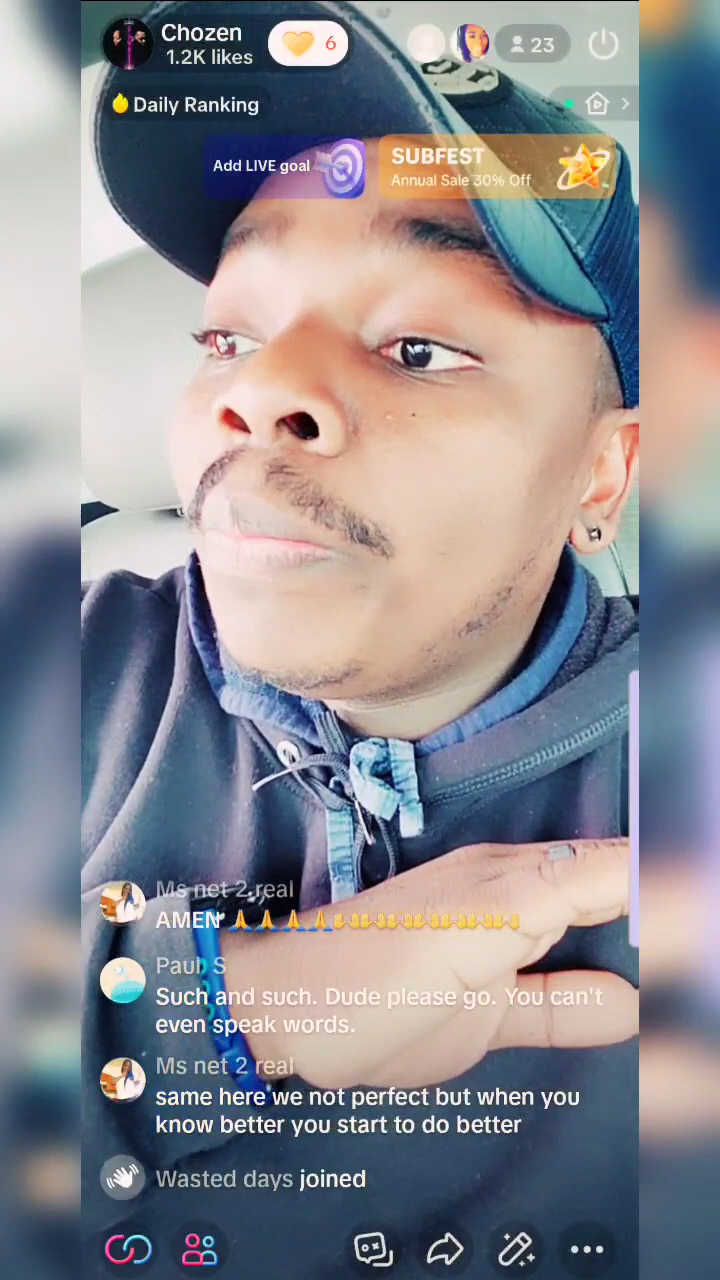 Chozen
1.2K likes
6
23
Daily Ranking
Add LIVE goal
SUBFEST
Annual Sale 30% Off
Ms net 2 real
AMEN 🙏🙏🙏🙏🙌🙌🙌🙌🙌🙌🙌
Paul S
Such and such. Dude please go. You can't
even speak words.
Ms net 2 real
same here we not perfect but when you
know better you start to do better
Wasted days joined